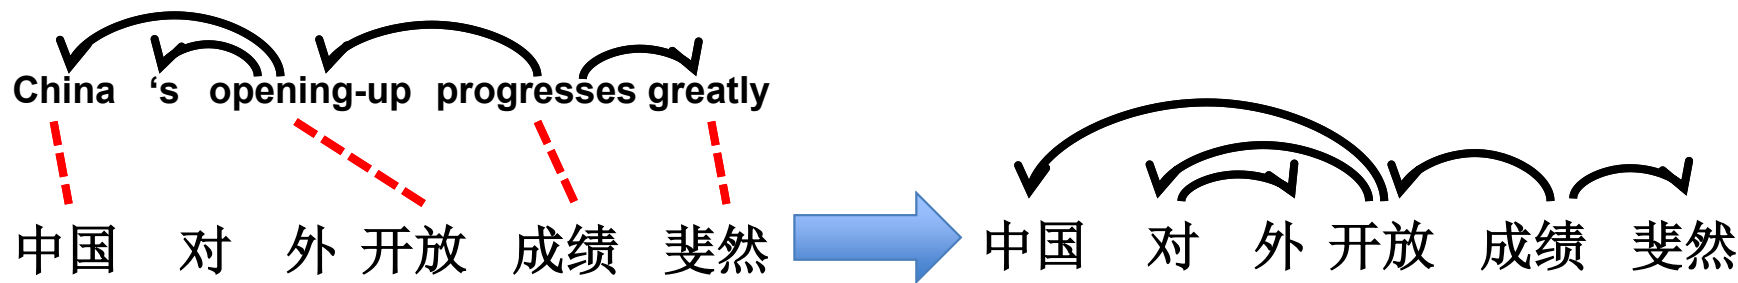 China ‘s opening-up progresses greatly
中国 对 外 开放 成绩 斐然
中国 对 外 开放 成绩 斐然